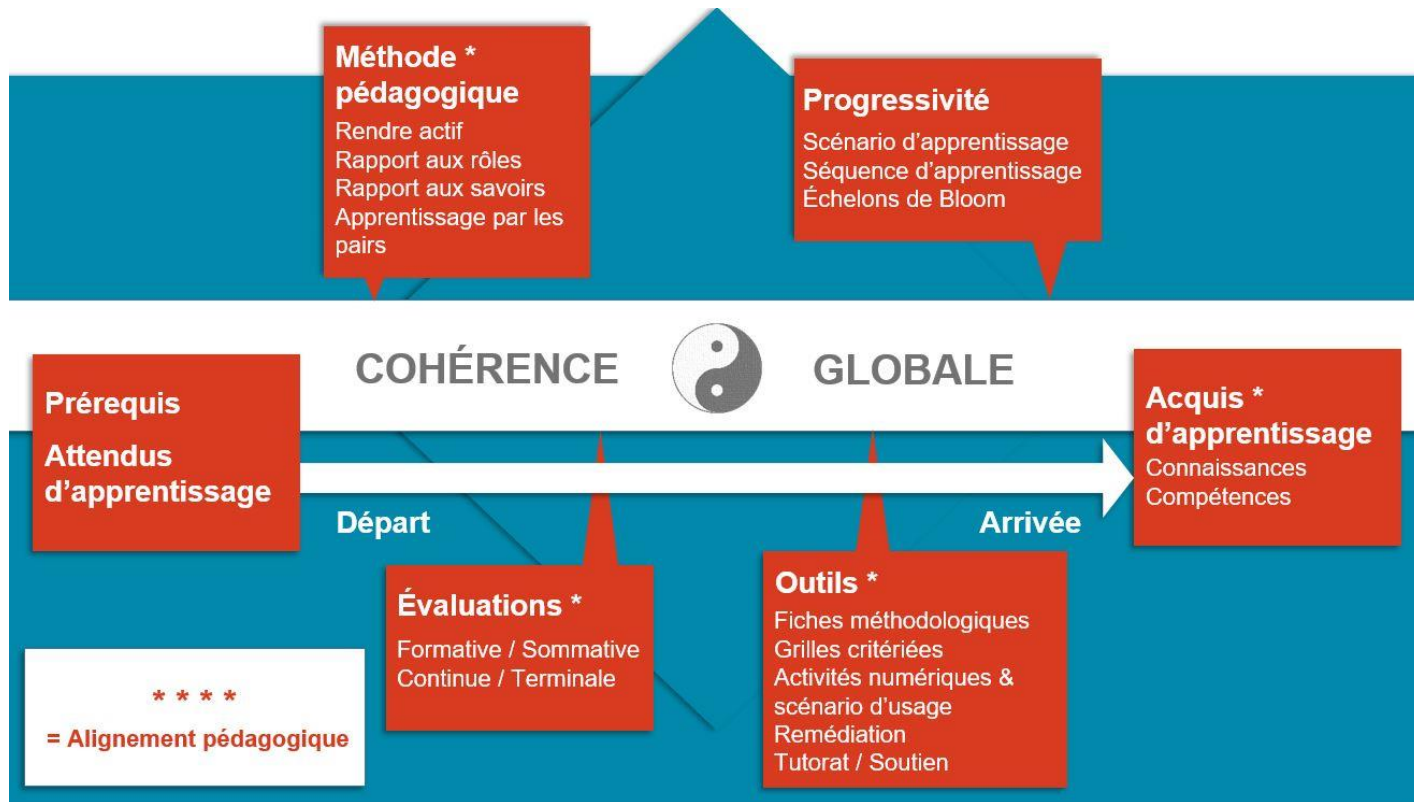 Méthode *
pédagogique
Rendre actif
Rapport aux rôles
Rapport aux savoirs
Apprentissage par les
pairs
Progressivité
Scénario d'apprentissage
Séquence d'apprentissage
Échelons de Bloom
COHÉRENCE GLOBALE
Prérequis
Attendus
d'apprentissage
Acquis *
d'apprentissage
Connaissances
Compétences
Départ
Arrivée
Évaluations *
Formative / Sommative
Continue / Terminale
Outils *
Fiches méthodologiques
Grilles critériées
Activités numériques &
scénario d'usage
Remédiation
Tutorat / Soutien
* * * *
= Alignement pédagogique